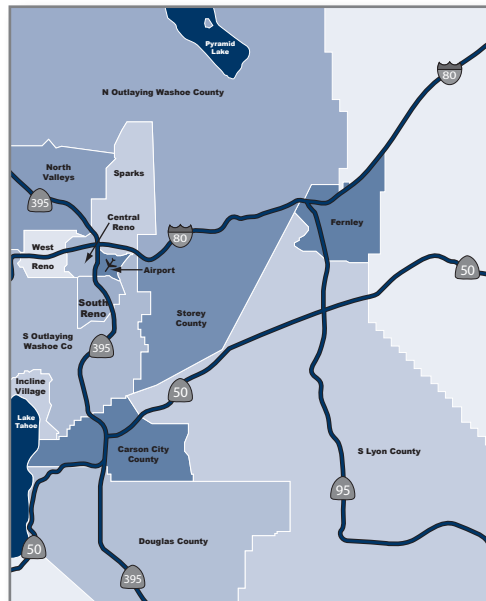 Pyramid
Lake
80
N Outlaying Washoe County
North
Valleys
Sparks
395
Central
Reno
Fernley
80
West
Reno
Airport
50
South
Reno
Storey
County
S Outlaying
Washoe Co
395
Incline
Village
50
Lake
Tahoe
Carson City
County
S Lyon County
95
Douglas County
50
395